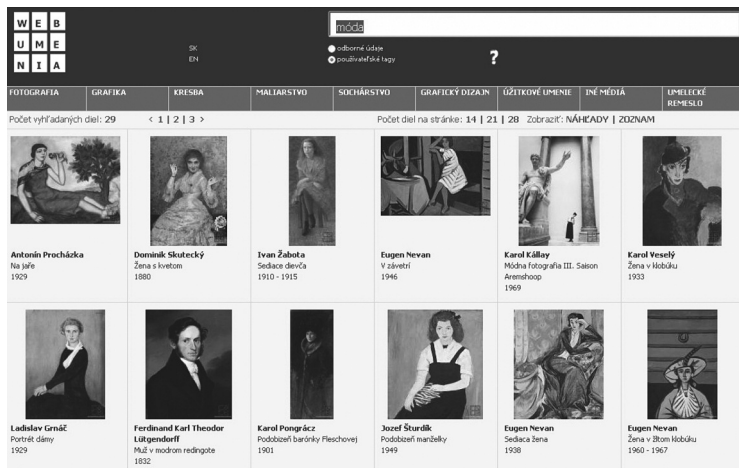 WEB
UME
NIA
móda
SK
EN
odborné údaje
používateľské tagy
?
FOTOGRAFIA GRAFIKA KRESBA MALIARSTVO SOCHÁRSTVO GRAFICKÝ DIZAJN ÚŽITKOVÉ UMENIE INÉ MÉDIÁ UMELECKÉ REMESLO
Počet vyhľadaných diel: 29 < 1 | 2 | 3 > Počet diel na stránke: 14 | 21 | 28 Zobraziť: NÁHĽADY | ZOZNAM
Antonín Procházka
Na jaře
1929
Dominik Skutecký
Žena s kvetom
1880
Ivan Žabota
Sediace dievča
1910 - 1915
Eugen Nevan
V závetrí
1946
Karol Kállay
Módna fotografia III. Saison
Aremshoop
1969
Karol Veselý
Žena v klobúku
1933
Ladislav Grnáč
Portrét dámy
1929
Ferdinand Karl Theodor
Lütgendorff
Muž v modrom redingote
1832
Karol Pongrácz
Podobizeň barónky Fleschovej
1901
Jozef Šturdík
Podobizeň manželky
1949
Eugen Nevan
Sediaca žena
1938
Eugen Nevan
Žena v žltom klobúku
1960 - 1967